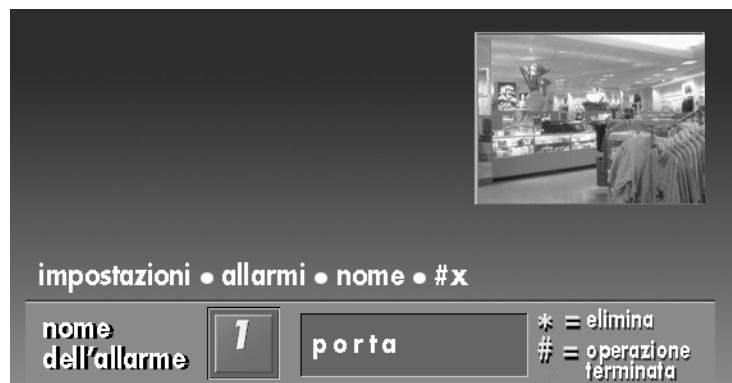 impostazioni • allarmi • nome • #x
nome
dell'allarme
1
porta
* = elimina
# = operazione
terminata